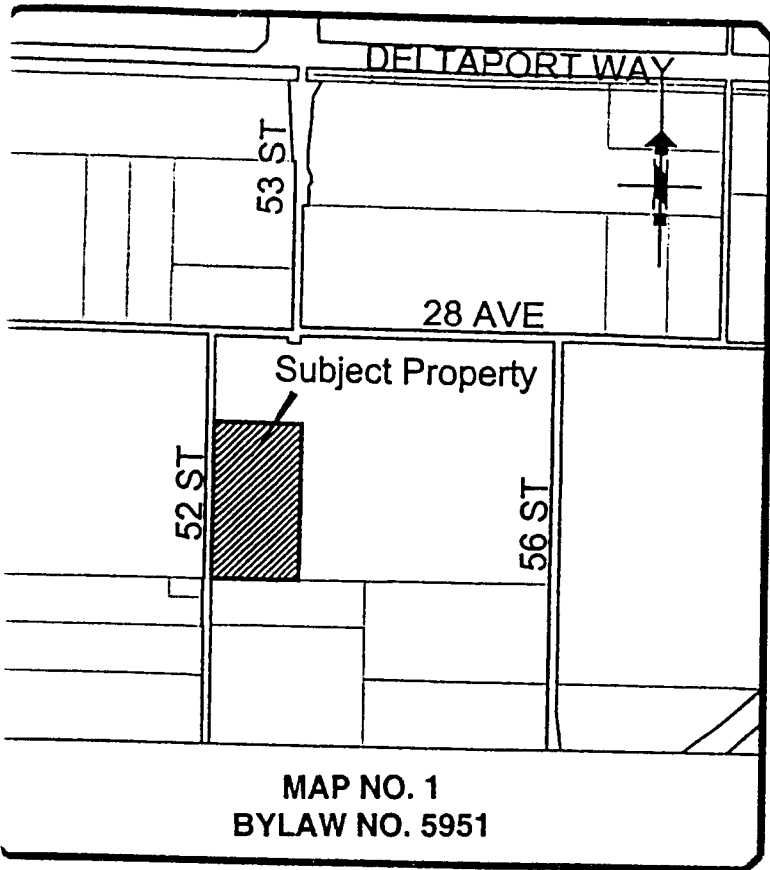 DELTAPORT WAY
53 ST
28 AVE
Subject Property
52 ST
56 ST
MAP NO. 1
BYLAW NO. 5951